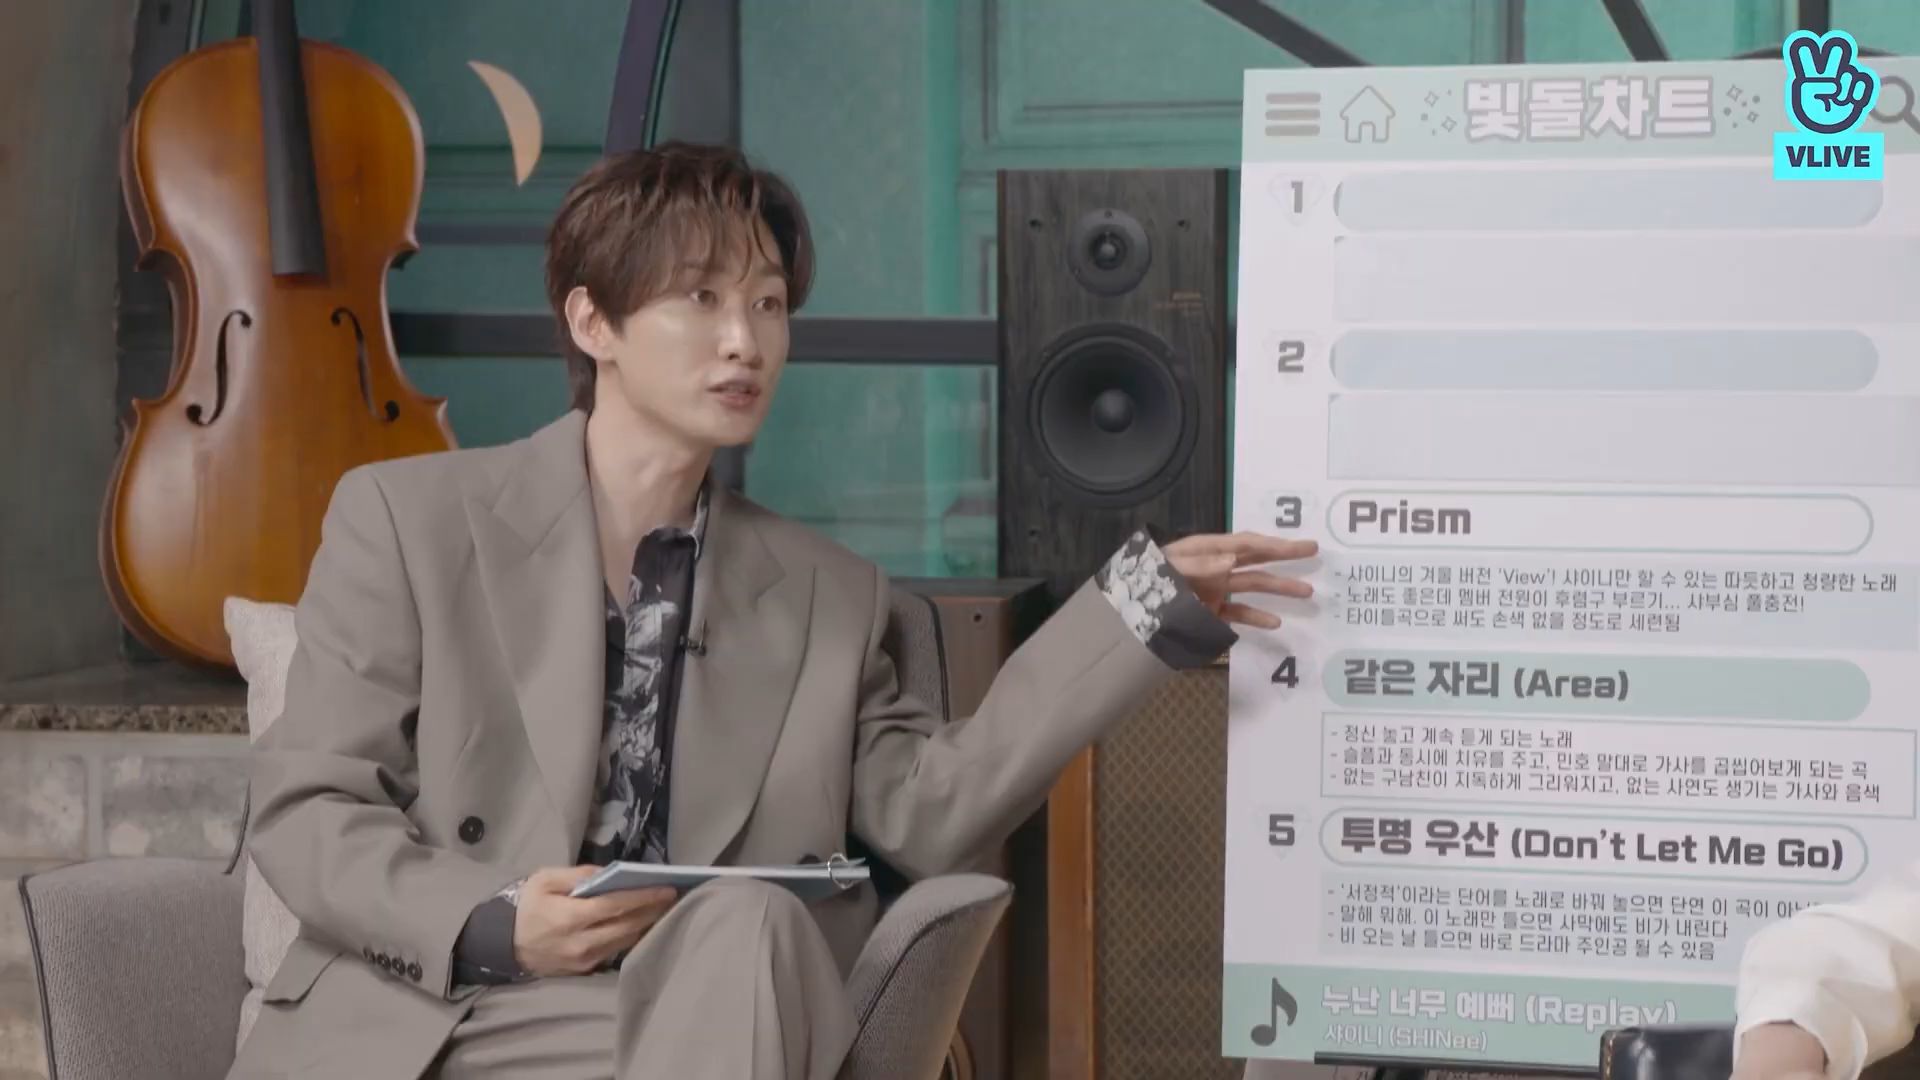 빛돌차트
VLIVE
1
2
3 Prism
- 샤이니의 겨울 버전 'View'! 샤이니만 할 수 있는 따듯하고 청량한 노래
- 노래도 좋은데 멤버 전원이 후렴구 부르기... 샤부심 풀충전!
- 타이틀곡으로 써도 손색 없을 정도로 세련됨
4 같은 자리 (Area)
- 정신 놓고 계속 듣게 되는 노래
- 슬픔과 동시에 치유를 주고, 민호 말대로 가사를 곱씹어보게 되는 곡
- 없는 구남친이 지독하게 그리워지고, 없는 사연도 생기는 가사와 음색
5 투명 우산 (Don't Let Me Go)
- '서정적'이라는 단어를 노래로 바꿔 놓으면 단연 이 곡이
- 말해 뭐해. 이 노래만 들으면 사막에도 비가 내린다
- 비 오는 날 들으면 바로 드라마 주인공 될 수 있음
누난 너무 예뻐 (Replay)
샤이니 (SHINee)